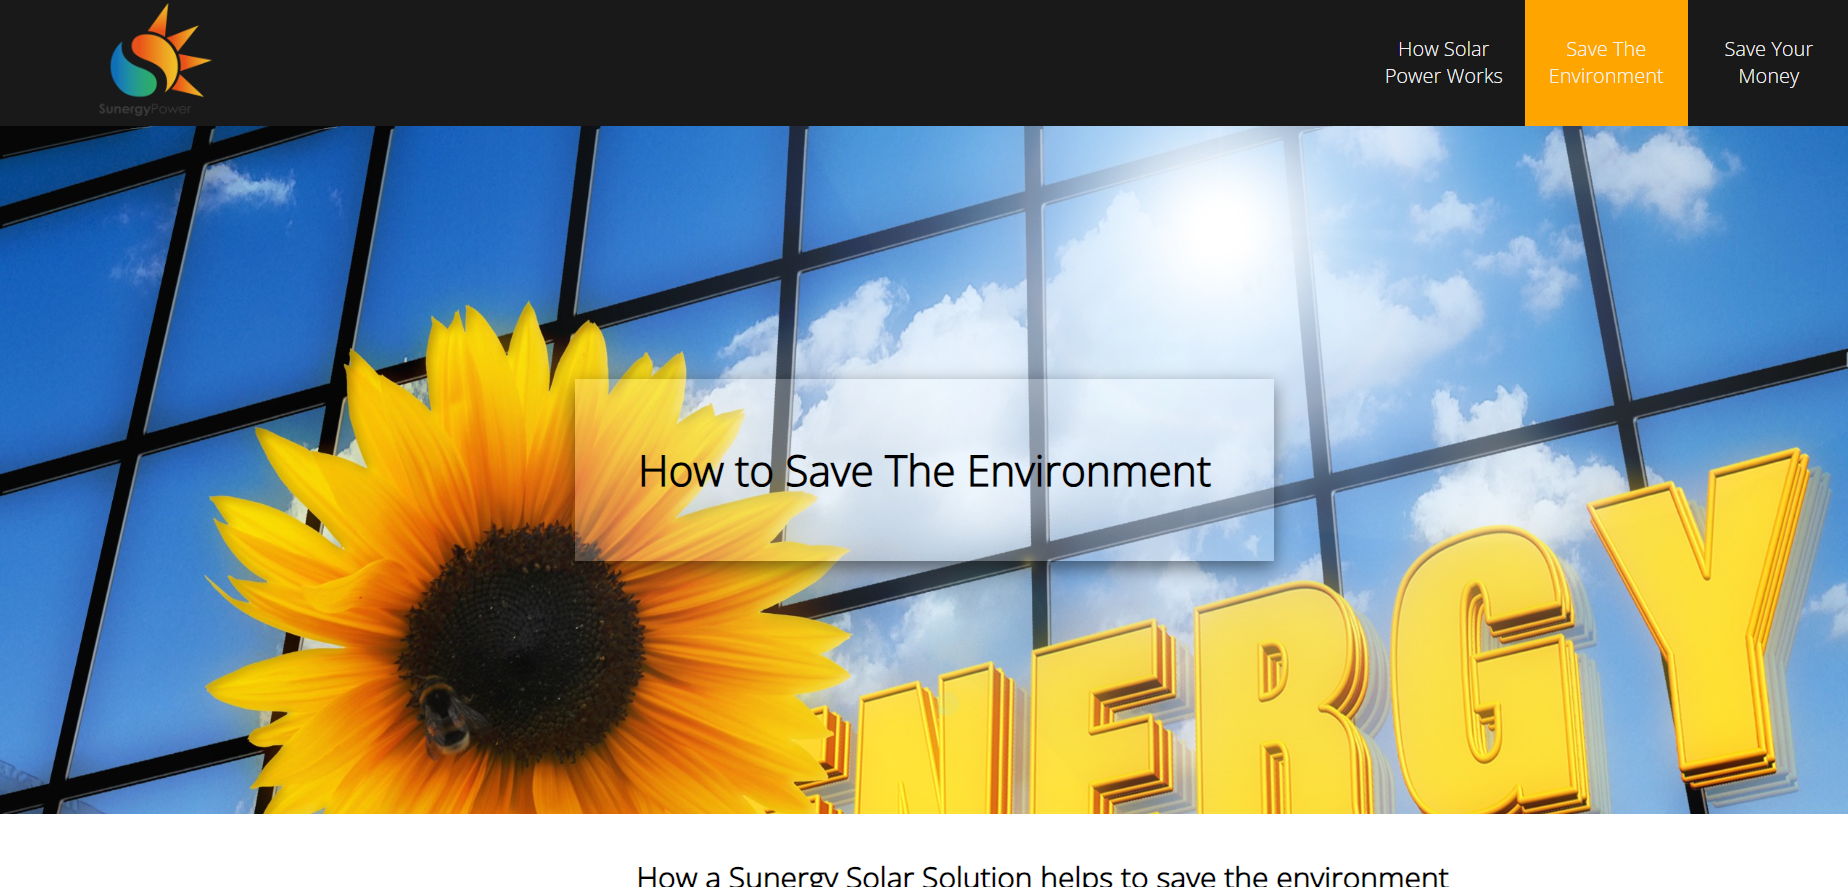 SunergyPower
How Solar
Power Works
Save The
Environment
Save Your
Money
How to Save The Environment
ENERGY
How a Sunergy Solar Solution helps to save the environment